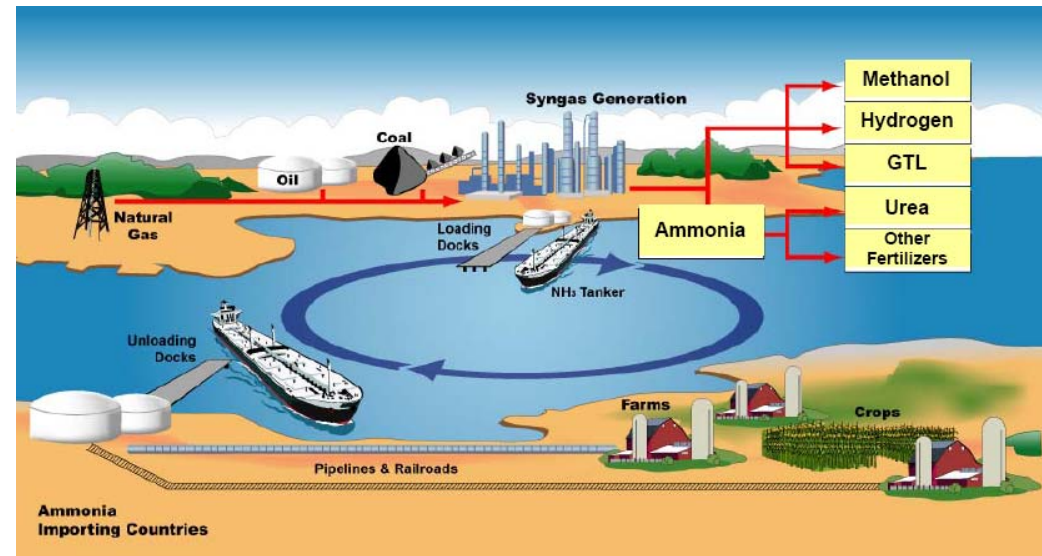 Methanol
Syngas Generation
Hydrogen
Coal
GTL
Oil
Urea
Natural
Gas
Loading
Docks
Ammonia
Other
Fertilizers
NH₃ Tanker
Unloading
Docks
Farms
Crops
Pipelines & Railroads
Ammonia
Importing Countries